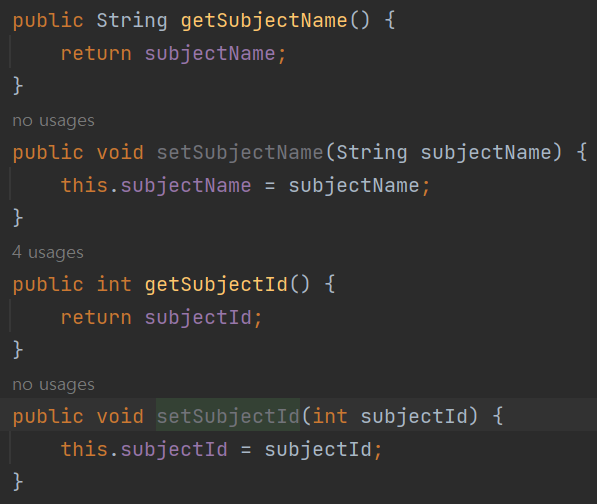 public String getSubjectName() {
    return subjectName;
}
no usages
public void setSubjectName(String subjectName) {
    this.subjectName = subjectName;
}
4 usages
public int getSubjectId() {
    return subjectId;
}
no usages
public void setSubjectId(int subjectId) {
    this.subjectId = subjectId;
}